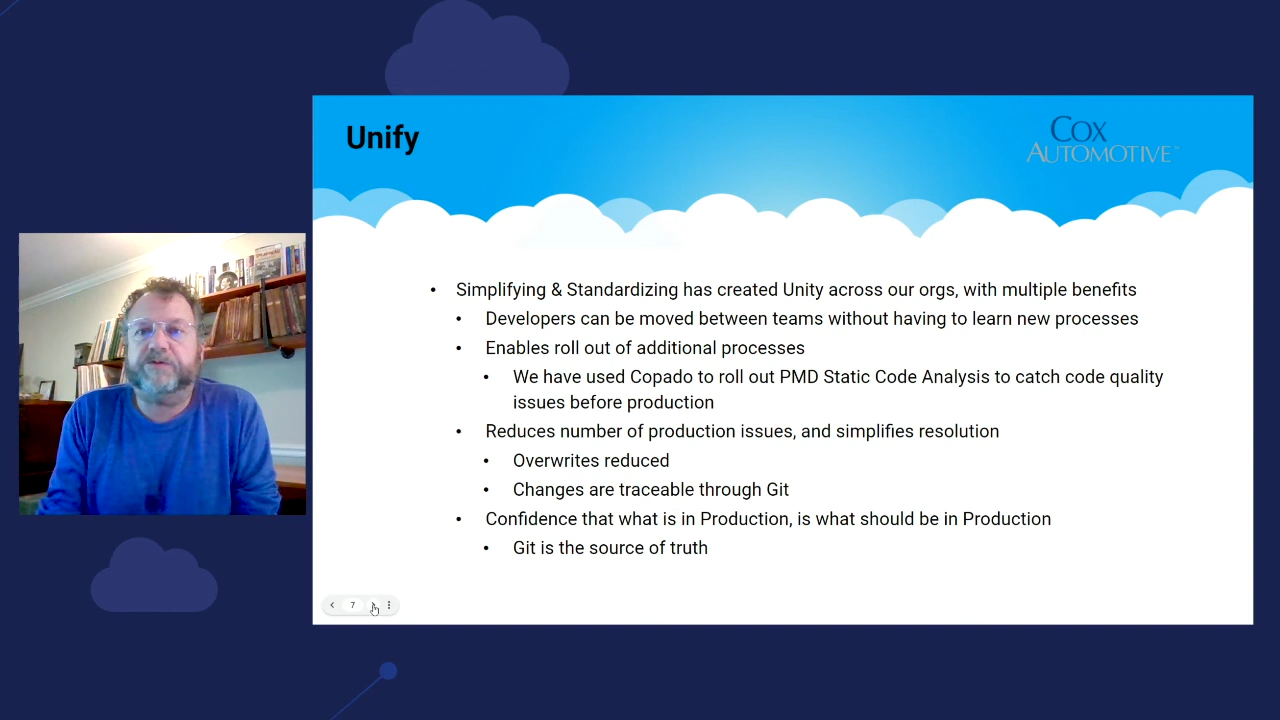 Unify
COX
AUTOMOTIVE™
• Simplifying & Standardizing has created Unity across our orgs, with multiple benefits
• Developers can be moved between teams without having to learn new processes
• Enables roll out of additional processes
• We have used Copado to roll out PMD Static Code Analysis to catch code quality
issues before production
• Reduces number of production issues, and simplifies resolution
• Overwrites reduced
• Changes are traceable through Git
• Confidence that what is in Production, is what should be in Production
• Git is the source of truth
7